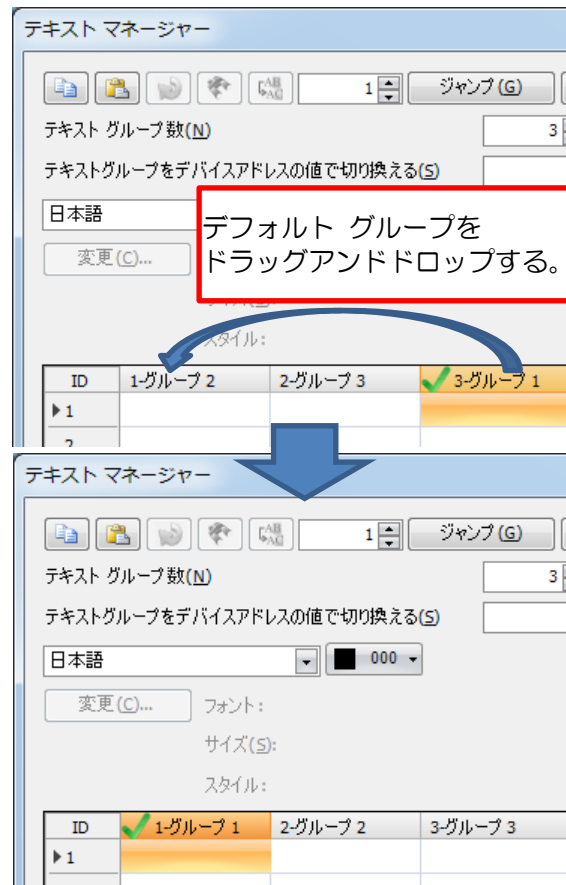 テキスト マネージャー
1 ジャンプ(G)
テキスト グループ数(N) 3
テキストグループをデバイスアドレスの値で切り換える(S)
日本語
デフォルト グループを
ドラッグアンドドロップする。
変更(C)...
スタイル:
ID 1-グループ 2 2-グループ 3 3-グループ 1
1
2
テキスト マネージャー
1 ジャンプ(G)
テキスト グループ数(N) 3
テキストグループをデバイスアドレスの値で切り換える(S)
日本語 000
変更(C)... フォント:
サイズ(S):
スタイル:
ID 1-グループ 1 2-グループ 2 3-グループ 3
1